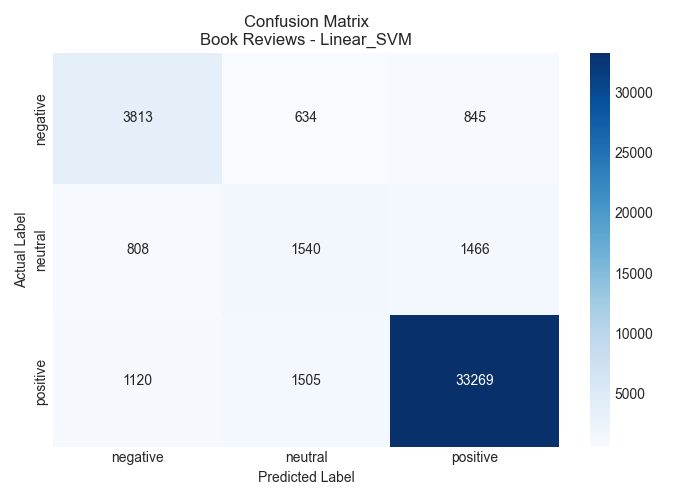 Confusion Matrix
Book Reviews - Linear_SVM
negative
3813
634
845
neutral
808
1540
1466
positive
1120
1505
33269
negative
neutral
positive
Predicted Label
Actual Label
30000
25000
20000
15000
10000
5000